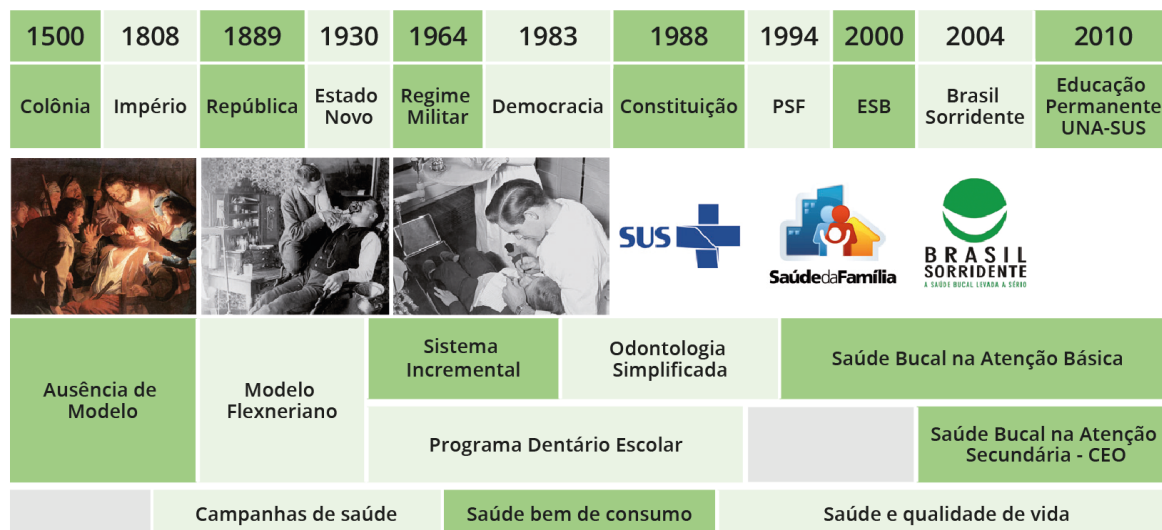 1500 1808 1889 1930 1964 1983 1988 1994 2000 2004 2010
Colônia
Império
República
Estado
Novo
Regime
Militar
Democracia
Constituição
PSF
ESB
Brasil
Sorridente
Educação
Permanente
UNA-SUS
SUS
SaúdedaFamília
BRASIL
SORRIDENTE
A SAÚDE BUCAL LEVADA A SÉRIO
Ausência de
Modelo
Modelo
Flexneriano
Sistema
Incremental
Odontologia
Simplificada
Saúde Bucal na Atenção Básica
Programa Dentário Escolar
Saúde Bucal na Atenção
Secundária - CEO
Campanhas de saúde
Saúde bem de consumo
Saúde e qualidade de vida